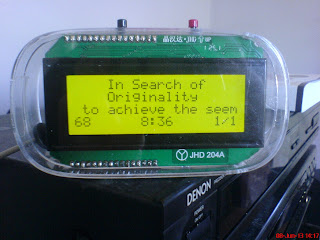 In Search of
Originality
to achieve the seem
68 8:36 1/1
JHD 204A
DENON